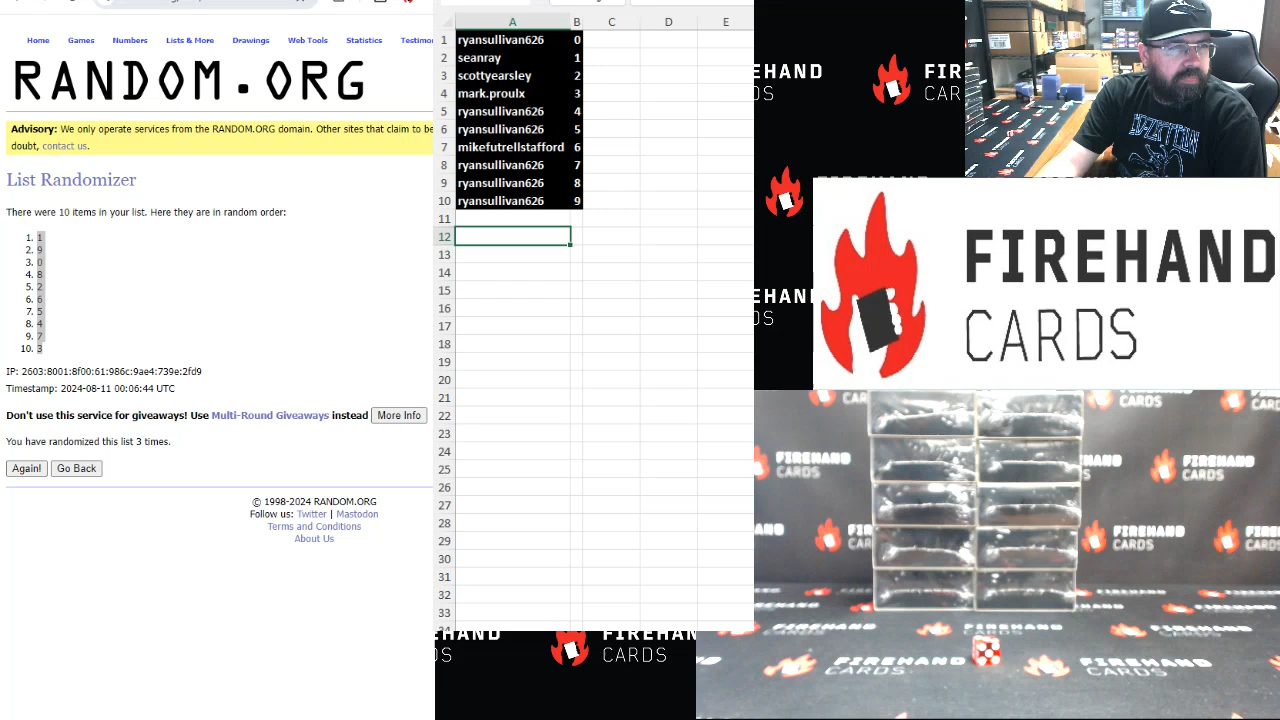 Home Games Numbers Lists & More Drawings Web Tools Statistics Testimo
RANDOM.ORG
Advisory: We only operate services from the RANDOM.ORG domain. Other sites that claim to be
doubt, contact us.
List Randomizer
There were 10 items in your list. Here they are in random order:
1. 1
2. 9
3. 0
4. 8
5. 2
6. 6
7. 5
8. 4
9. 7
10. 3
IP: 2603:8001:8f00:61:986c:9ae4:739e:2fd9
Timestamp: 2024-08-11 00:06:44 UTC
Don't use this service for giveaways! Use Multi-Round Giveaways instead More Info
You have randomized this list 3 times.
Again! Go Back
© 1998-2024 RANDOM.ORG
Follow us: Twitter | Mastodon
Terms and Conditions
About Us
A B C D E
1 ryansullivan626 0
2 seanray 1
3 scottyearsley 2
4 mark.proulx 3
5 ryansullivan626 4
6 ryansullivan626 5
7 mikefutrellstafford 6
8 ryansullivan626 7
9 ryansullivan626 8
10 ryansullivan626 9
11
12
13
14
15
16
17
18
19
20
21
22
23
24
25
26
27
28
29
30
31
32
33
FIREHAND
CARDS
LED ZEPPELIN
FIREHAND
CARDS
FIREHAND
CARDS